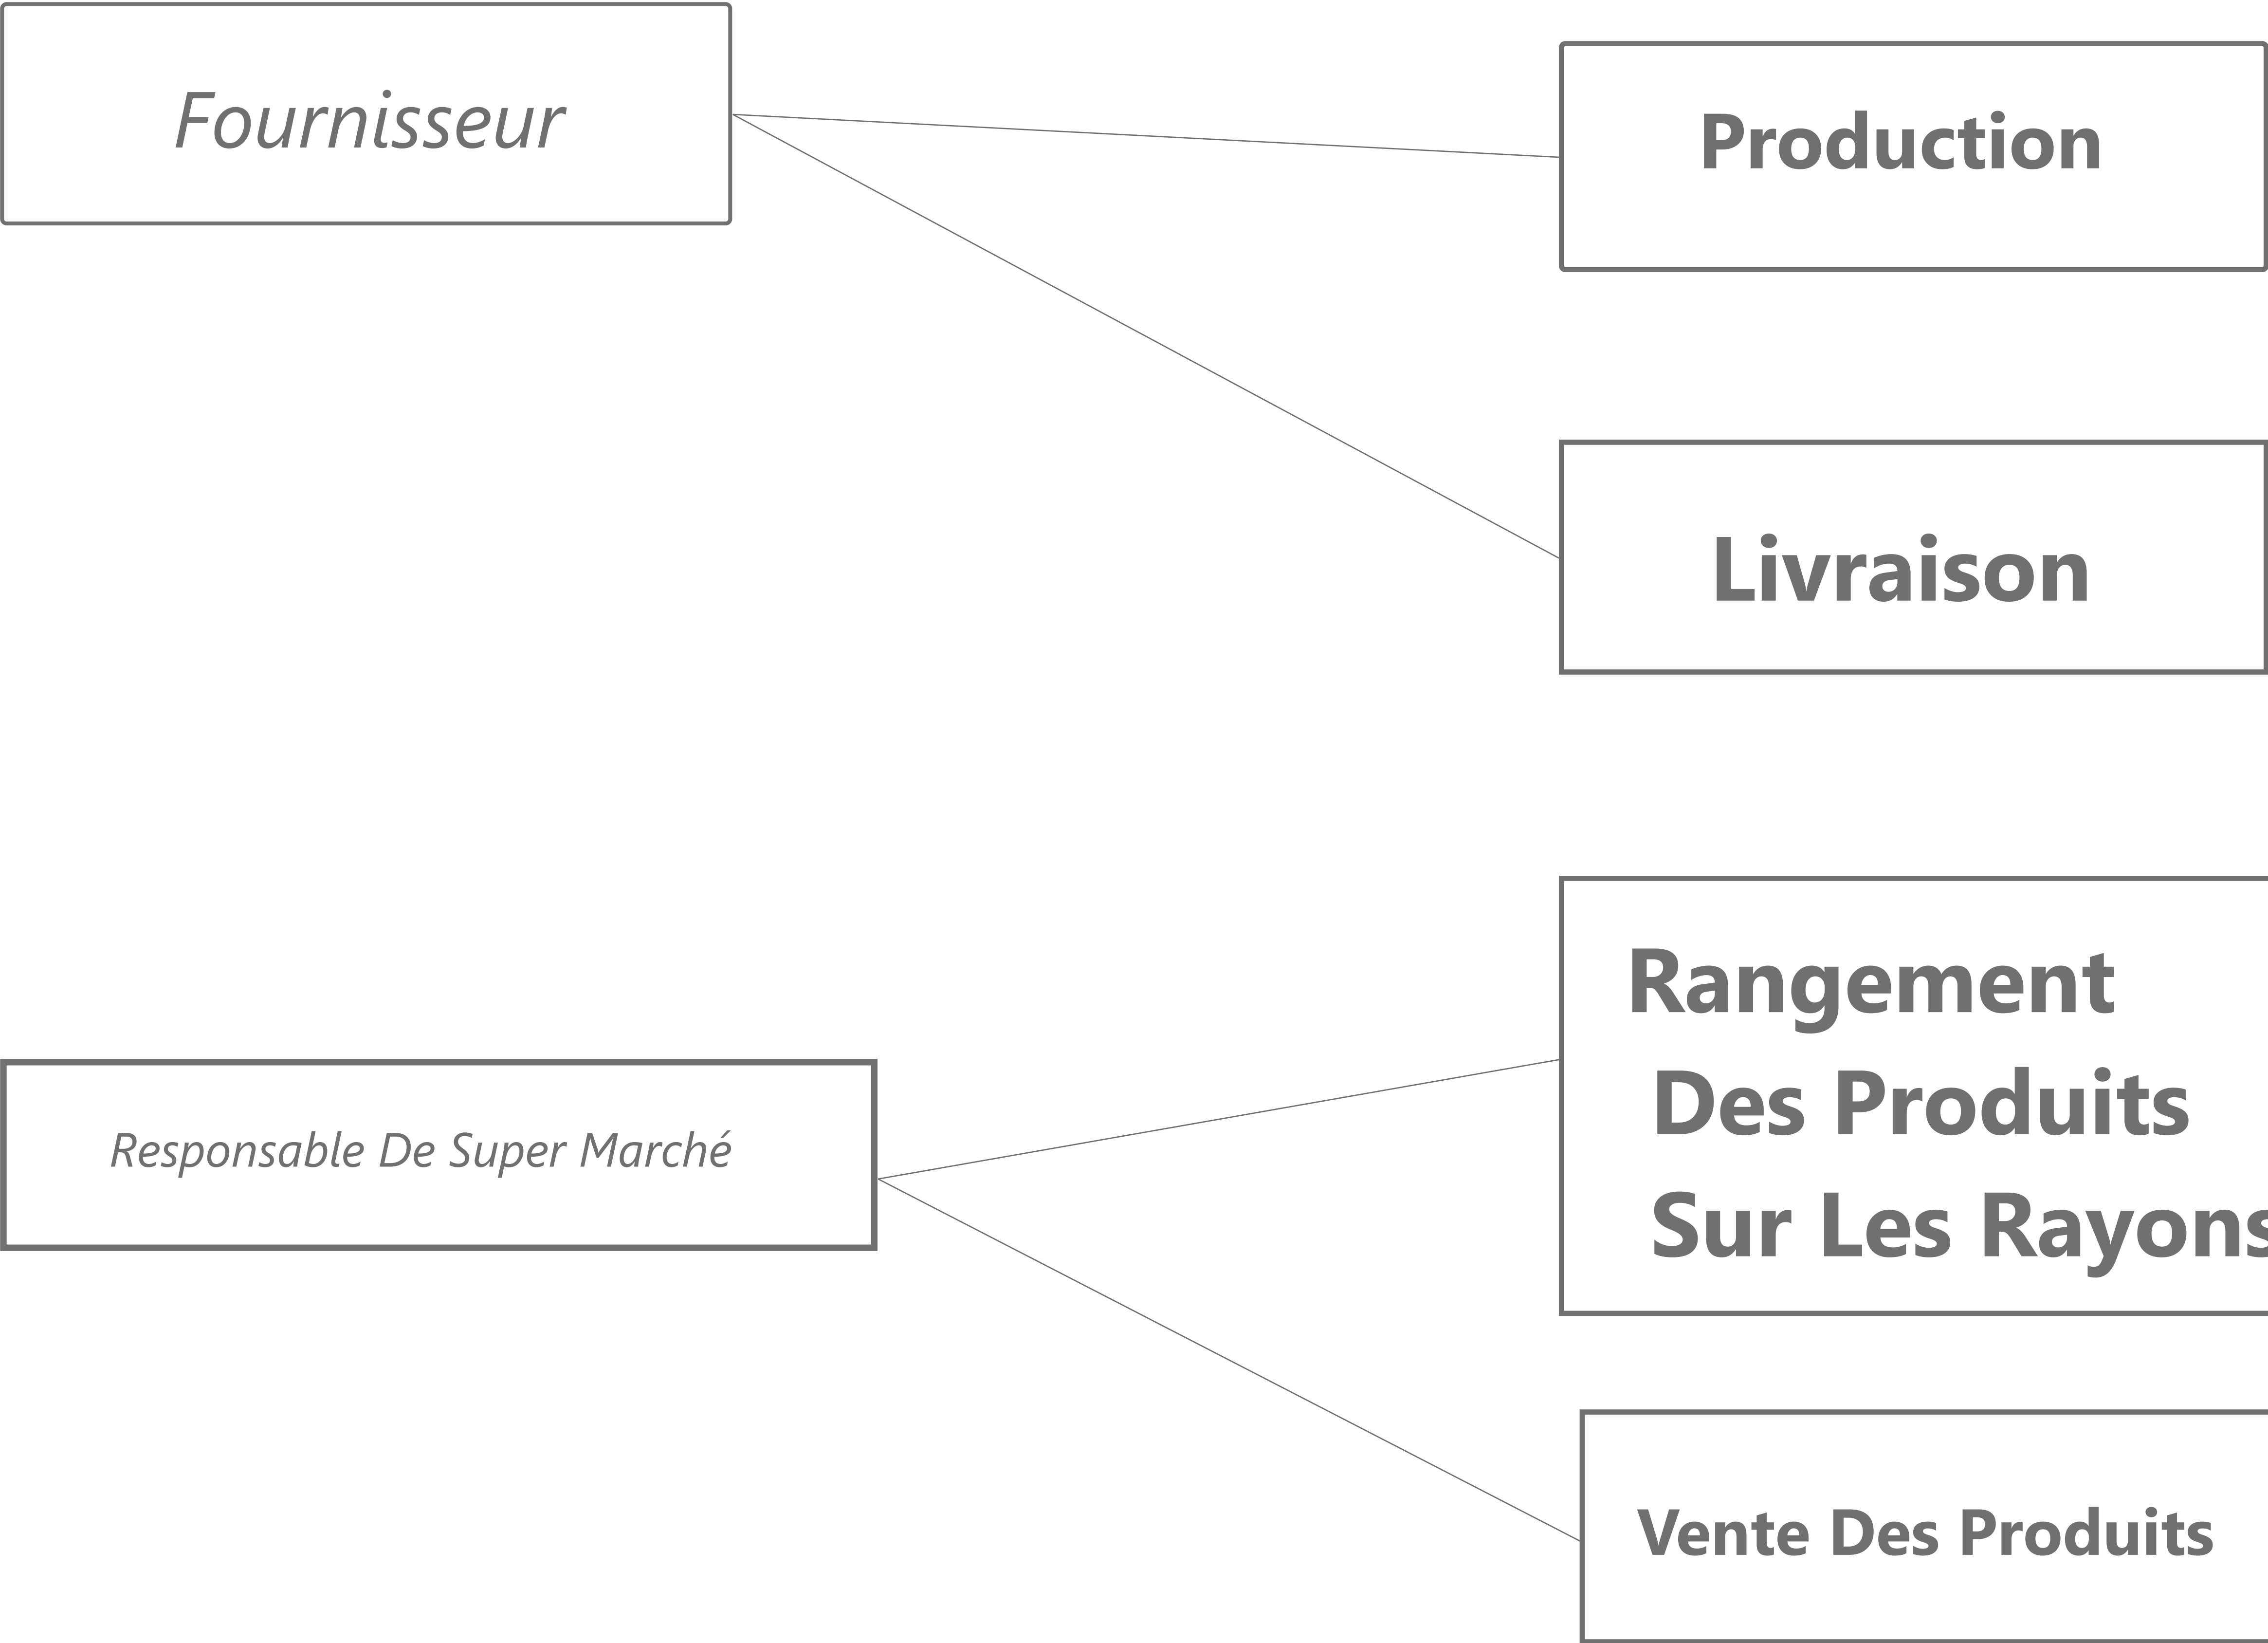 Fournisseur
Production
Livraison
Rangement
Des Produits
Sur Les Rayons
Responsable De Super Marché
Vente Des Produits